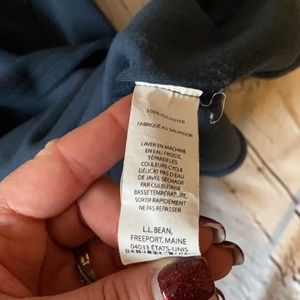 100% POLYESTER
FABRIQUÉ AU SALVADOR
LAVER EN MACHINE
EN EAU FROIDE,
SÉPARER LES
COULEURS CYCLE
DÉLICAT PAS D'EAU
DE JAVEL SÉCHAGE
PAR CULBUTAGE
BASSE TEMPÉRATURE,
SORTIR RAPIDEMENT
NE PAS REPASSER
L.L.BEAN,
FREEPORT, MAINE
04033 ÉTATS-UNIS